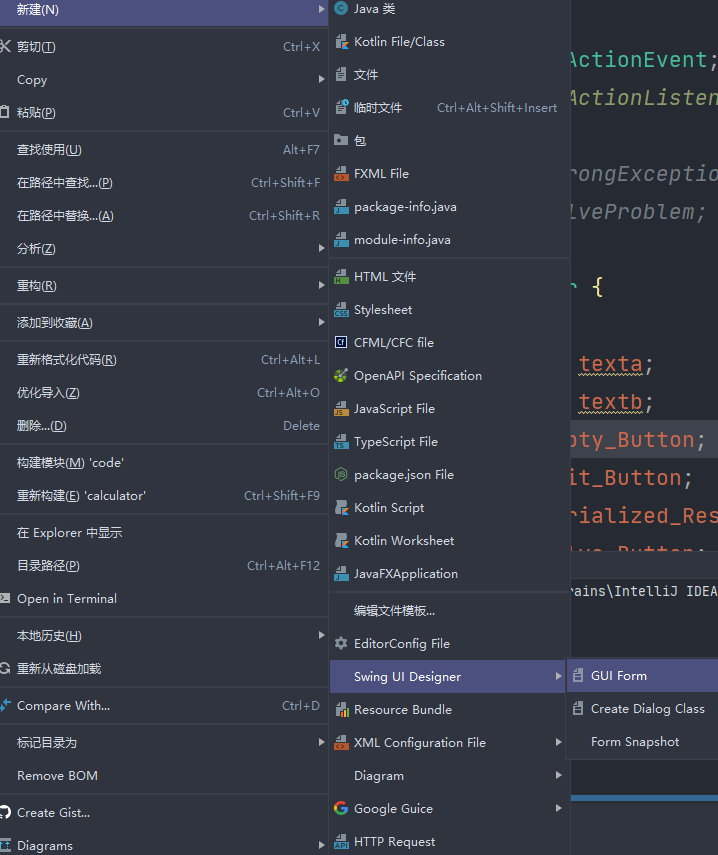 新建(N)
剪切(T) Ctrl+X
Copy
粘贴(P) Ctrl+V
查找使用(U) Alt+F7
在路径中查找...(P) Ctrl+Shift+F
在路径中替换...(A) Ctrl+Shift+R
分析(Z)
重构(R)
添加到收藏(A)
重新格式化代码(R) Ctrl+Alt+L
优化导入(Z) Ctrl+Alt+O
删除...(D) Delete
构建模块(M) 'code'
重新构建(E) 'calculator' Ctrl+Shift+F9
在 Explorer 中显示
目录路径(P) Ctrl+Alt+F12
Open in Terminal
本地历史(H)
重新从磁盘加载
Compare With... Ctrl+D
标记目录为
Remove BOM
Create Gist...
Diagrams
Java 类
Kotlin File/Class
文件
临时文件 Ctrl+Alt+Shift+Insert
包
FXML File
package-info.java
module-info.java
HTML 文件
Stylesheet
CFML/CFC file
OpenAPI Specification
JavaScript File
TypeScript File
package.json File
Kotlin Script
Kotlin Worksheet
JavaFXApplication
编辑文件模板...
EditorConfig File
Swing UI Designer
Resource Bundle
XML Configuration File
Diagram
Google Guice
HTTP Request
GUI Form
Create Dialog Class
Form Snapshot
ActionEvent;
ActionListen
rongExceptio
lveProblem;
r {
texta;
textb;
pty_Button;
it_Button;
rialized_Res
rains\IntelliJ IDEA